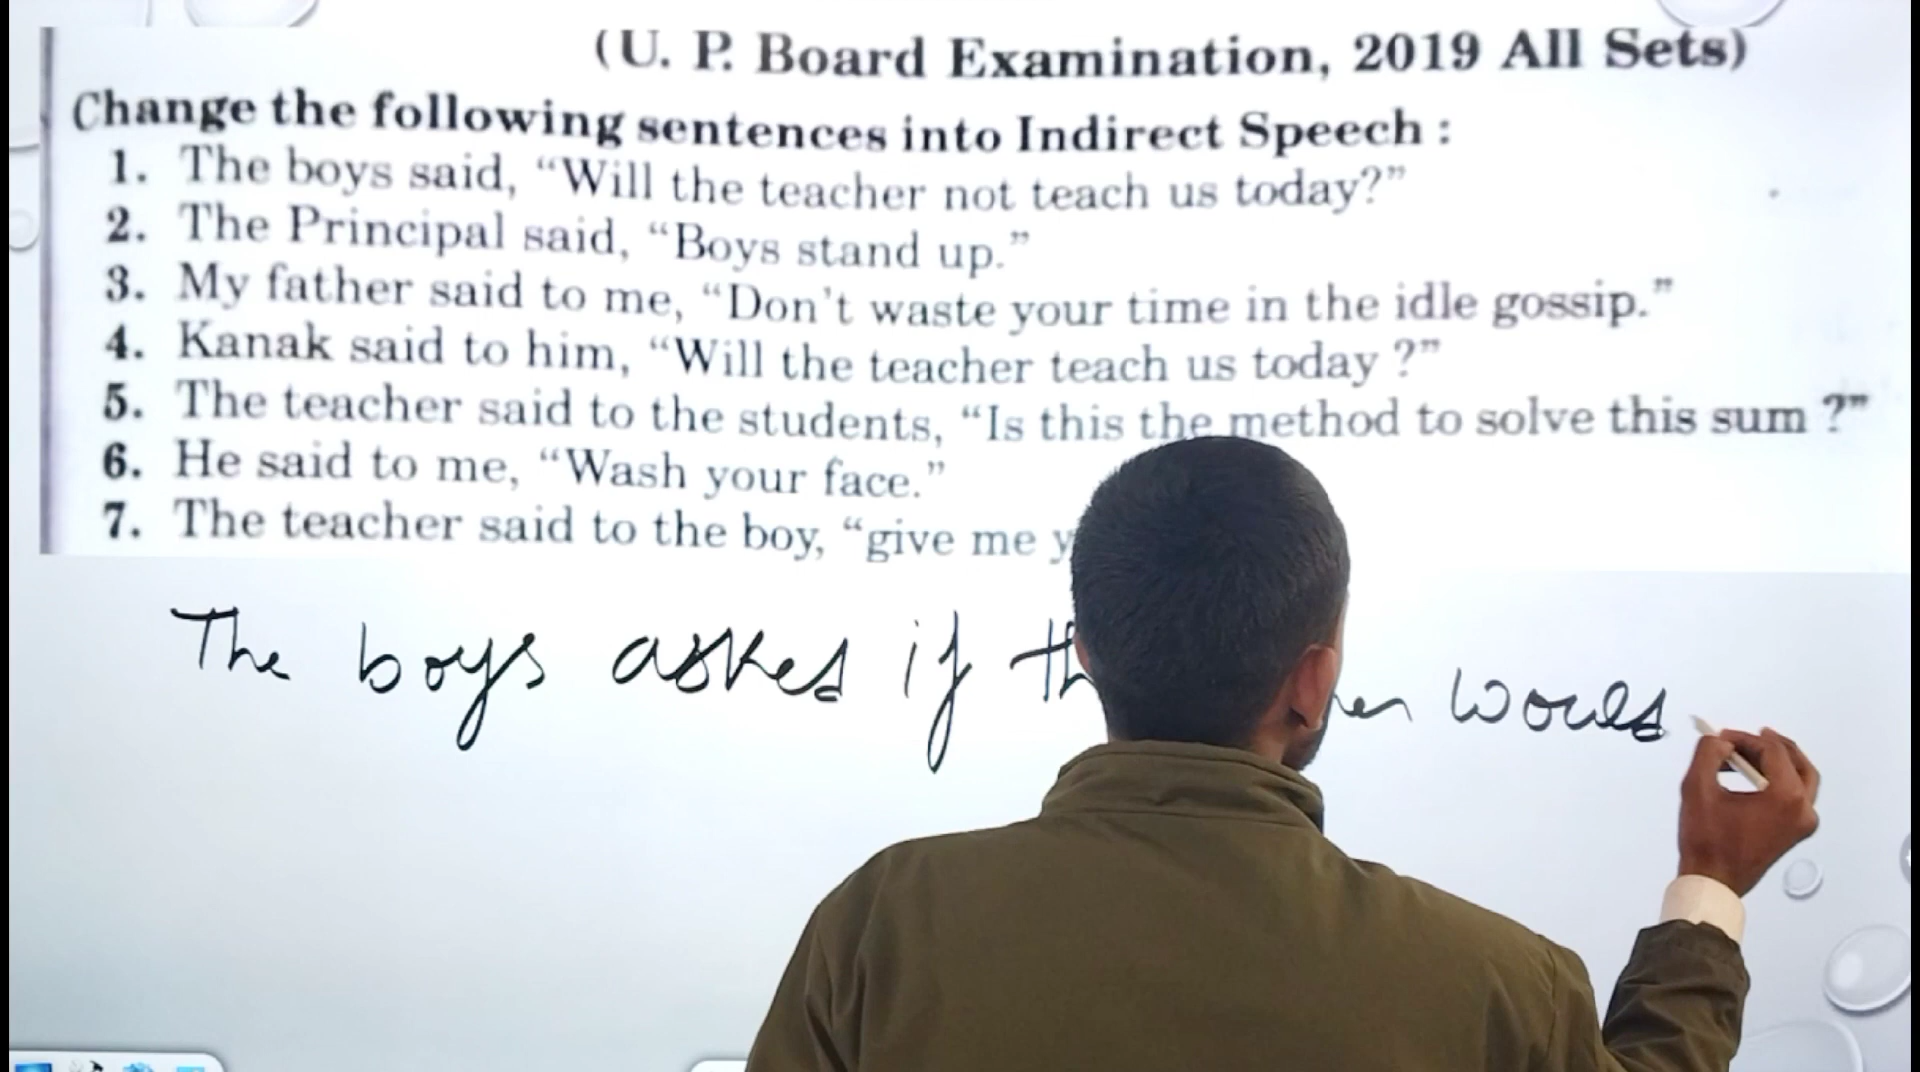 (U. P. Board Examination, 2019 All Sets)
Change the following sentences into Indirect Speech :
1. The boys said, “Will the teacher not teach us today?”
2. The Principal said, “Boys stand up.”
3. My father said to me, “Don't waste your time in the idle gossip.”
4. Kanak said to him, “Will the teacher teach us today ?”
5. The teacher said to the students, “Is this the method to solve this sum ?”
6. He said to me, “Wash your face.”
7. The teacher said to the boy, “give me
The boys asked if would